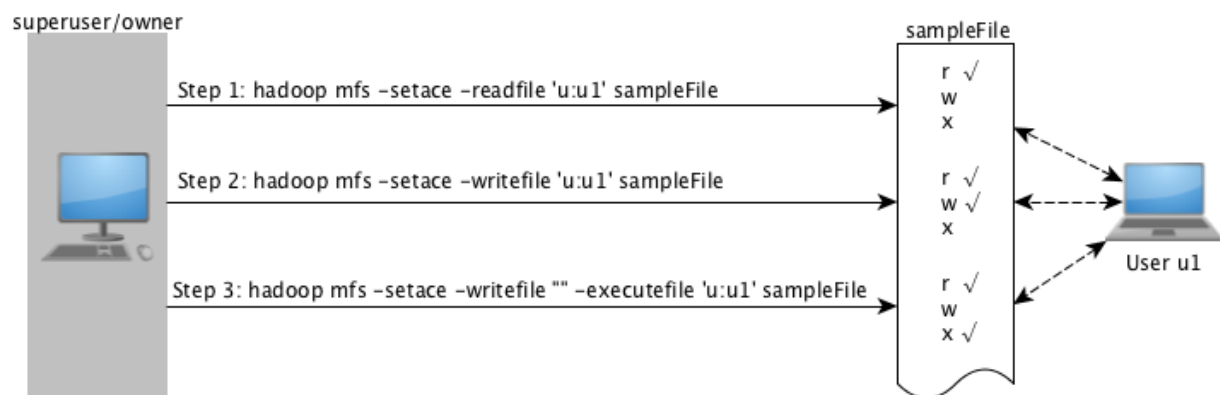 superuser/owner
sampleFile
Step 1: hadoop mfs -setace -readfile 'u:u1' sampleFile
r √
w
x
Step 2: hadoop mfs -setace -writefile 'u:u1' sampleFile
r √
w √
x
User u1
Step 3: hadoop mfs -setace -writefile "" -executefile 'u:u1' sampleFile
r √
w
x √